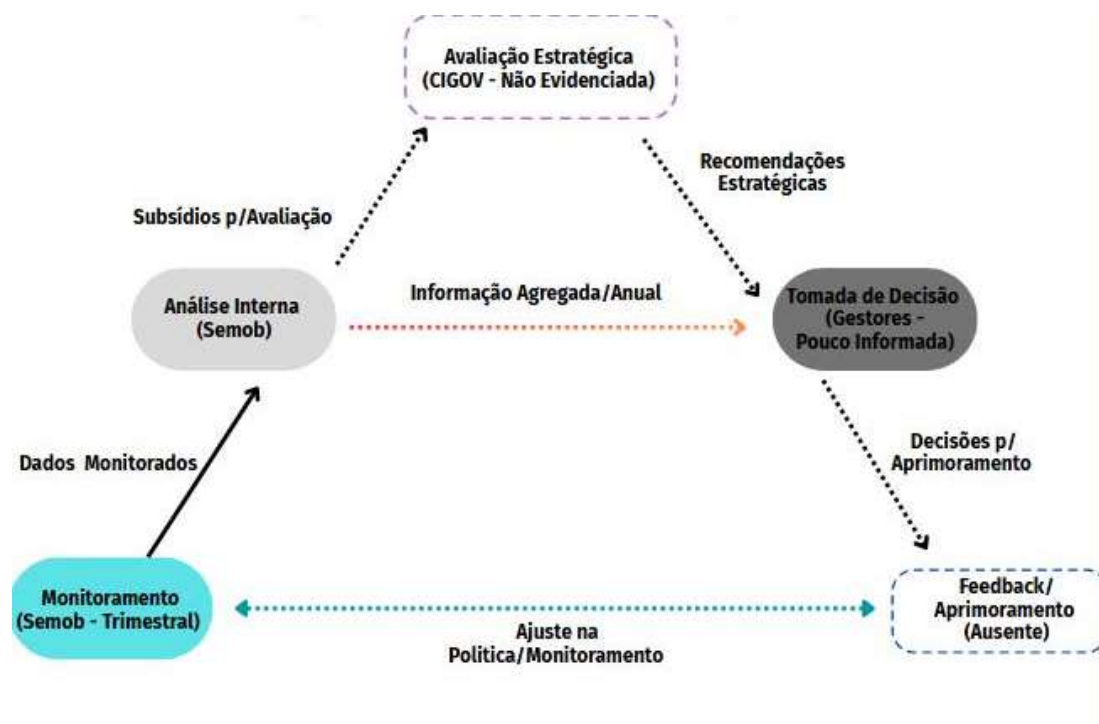 Avaliação Estratégica
(CIGOV - Não Evidenciada)
Recomendações
Estratégicas
Subsídios p/Avaliação
Informação Agregada/Anual
Análise Interna
(Semob)
Tomada de Decisão
(Gestores -
Pouco Informada)
Dados Monitorados
Decisões p/
Aprimoramento
Monitoramento
(Semob - Trimestral)
Feedback/
Aprimoramento
(Ausente)
Ajuste na
Politica/Monitoramento